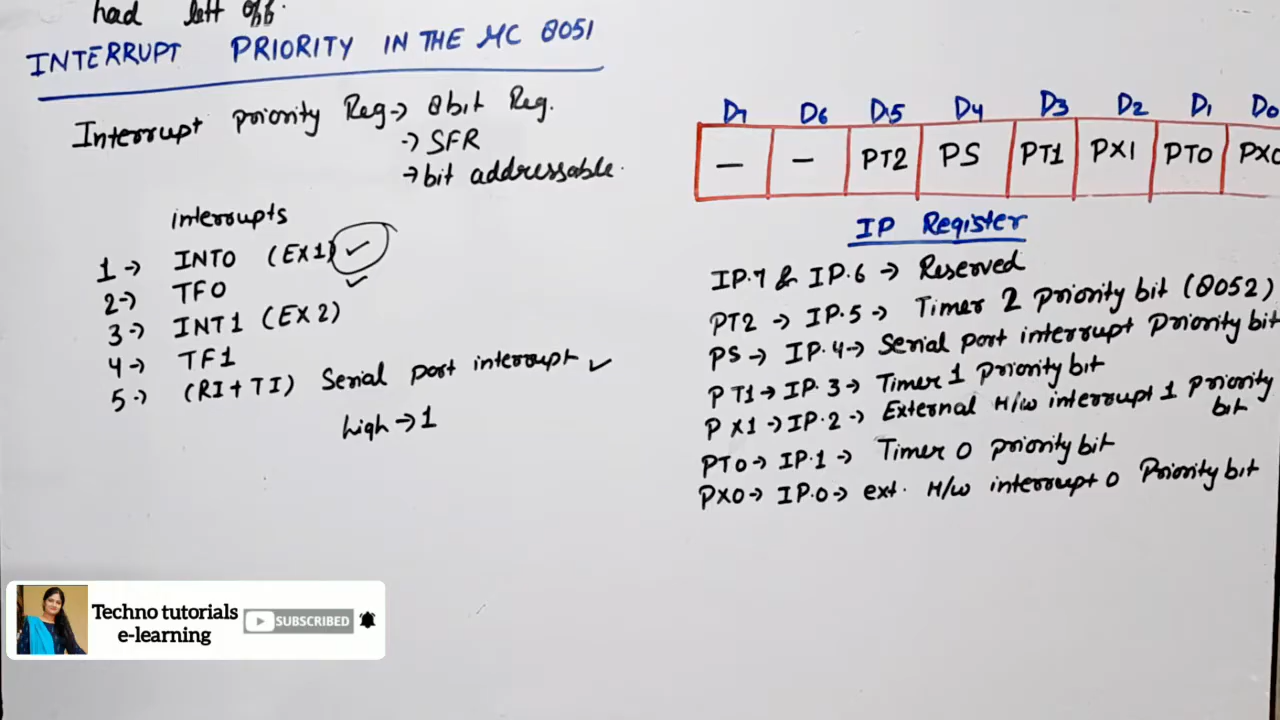 had left off.
INTERRUPT PRIORITY IN THE MC 8051
Interrupt priority Reg → 8bit Reg.
→ SFR
→ bit addressable.
interrupts
1 → INT0 (EX1) ✓
2 → TF0 ✓
3 → INT1 (EX2)
4 → TF1
5 → (RI + TI) Serial port interrupt ✓
high → 1
D7 D6 D5 D4 D3 D2 D1 D0
– – PT2 PS PT1 PX1 PT0 PX0
IP Register
IP.7 & IP.6 → Reserved
PT2 → IP.5 → Timer 2 priority bit (8052)
PS → IP.4 → Serial port interrupt Priority bit
PT1 → IP.3 → Timer 1 priority bit
PX1 → IP.2 → External H/w interrupt 1 priority
bit
PT0 → IP.1 → Timer 0 priority bit
PX0 → IP.0 → ext. H/w interrupt 0 Priority bit
Techno tutorials
e-learning
SUBSCRIBED